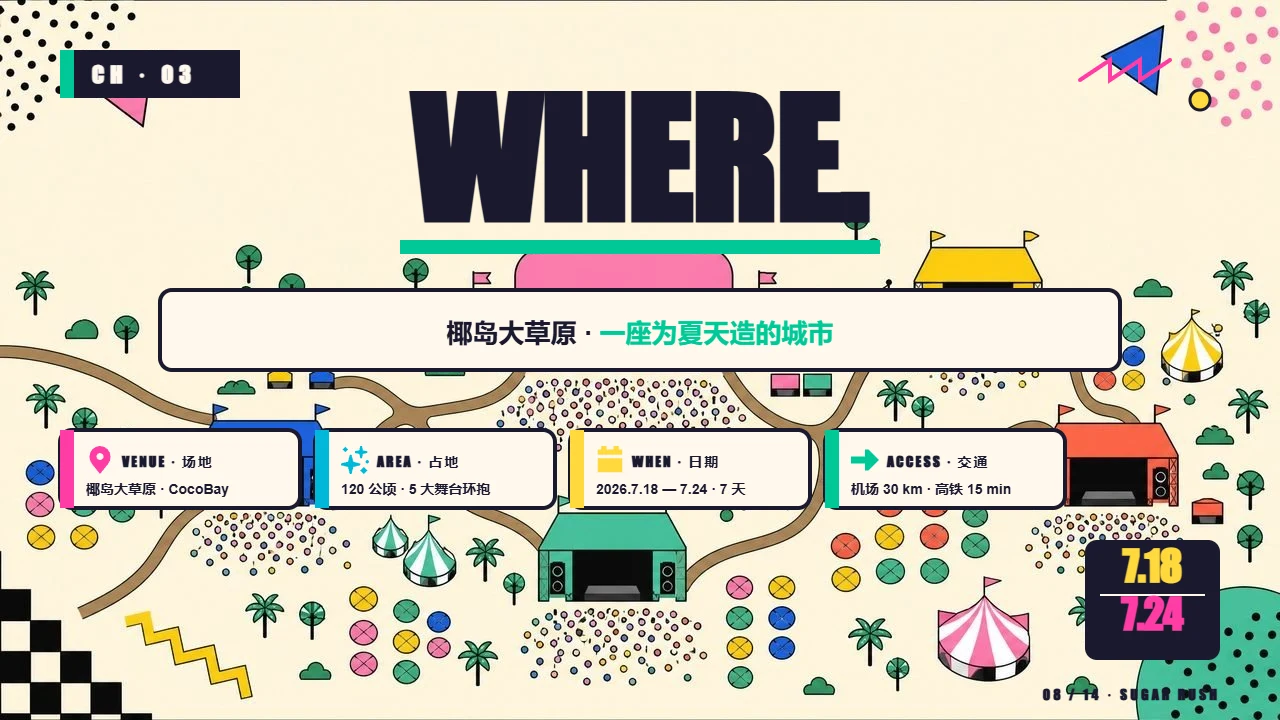 CH · 03
WHERE.
椰岛大草原 · 一座为夏天造的城市
VENUE · 场地
椰岛大草原 · CocoBay
AREA · 占地
120 公顷 · 5 大舞台环抱
WHEN · 日期
2026.7.18 — 7.24 · 7 天
ACCESS · 交通
机场 30 km · 高铁 15 min
7.18
7.24
08 / 14 · SUGAR RUSH